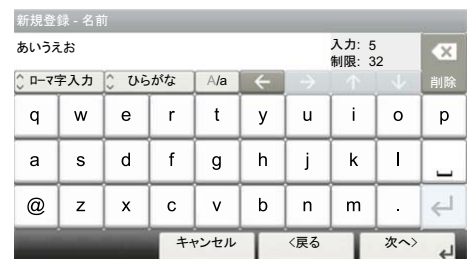 新規登録 - 名前
あいうえお
入力: 5
制限: 32
削除
ローマ字入力 ひらがな A/a
q w e r t y u i o p
a s d f g h j k l
@ z x c v b n m .
キャンセル <戻る 次へ>